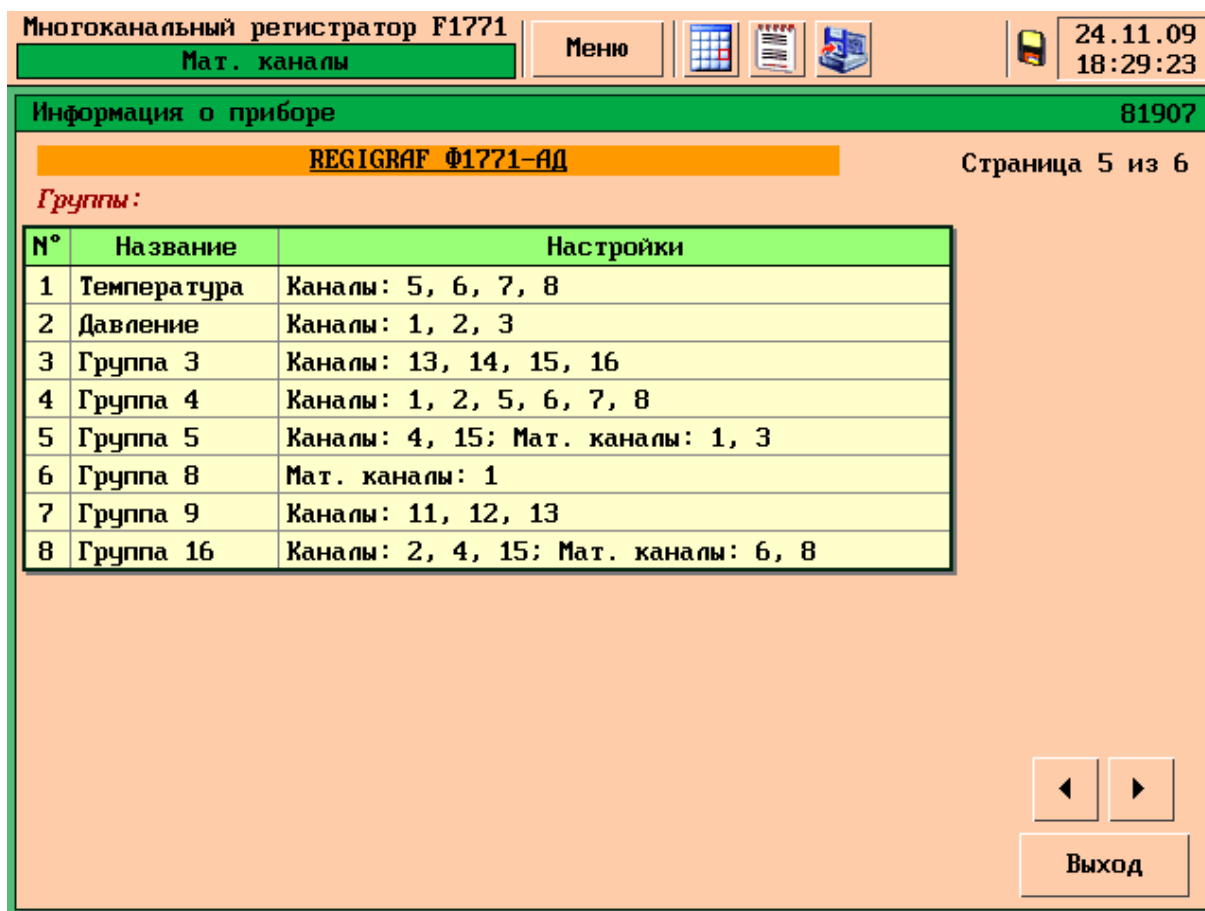 Многоканальный регистратор F1771
Мат. каналы
Меню
24.11.09
18:29:23
Информация о приборе 81907
REGIGRAF Ф1771-АД
Страница 5 из 6
Группы:
N° Название Настройки
1 Температура Каналы: 5, 6, 7, 8
2 Давление Каналы: 1, 2, 3
3 Группа 3 Каналы: 13, 14, 15, 16
4 Группа 4 Каналы: 1, 2, 5, 6, 7, 8
5 Группа 5 Каналы: 4, 15; Мат. каналы: 1, 3
6 Группа 8 Мат. каналы: 1
7 Группа 9 Каналы: 11, 12, 13
8 Группа 16 Каналы: 2, 4, 15; Мат. каналы: 6, 8
Выход